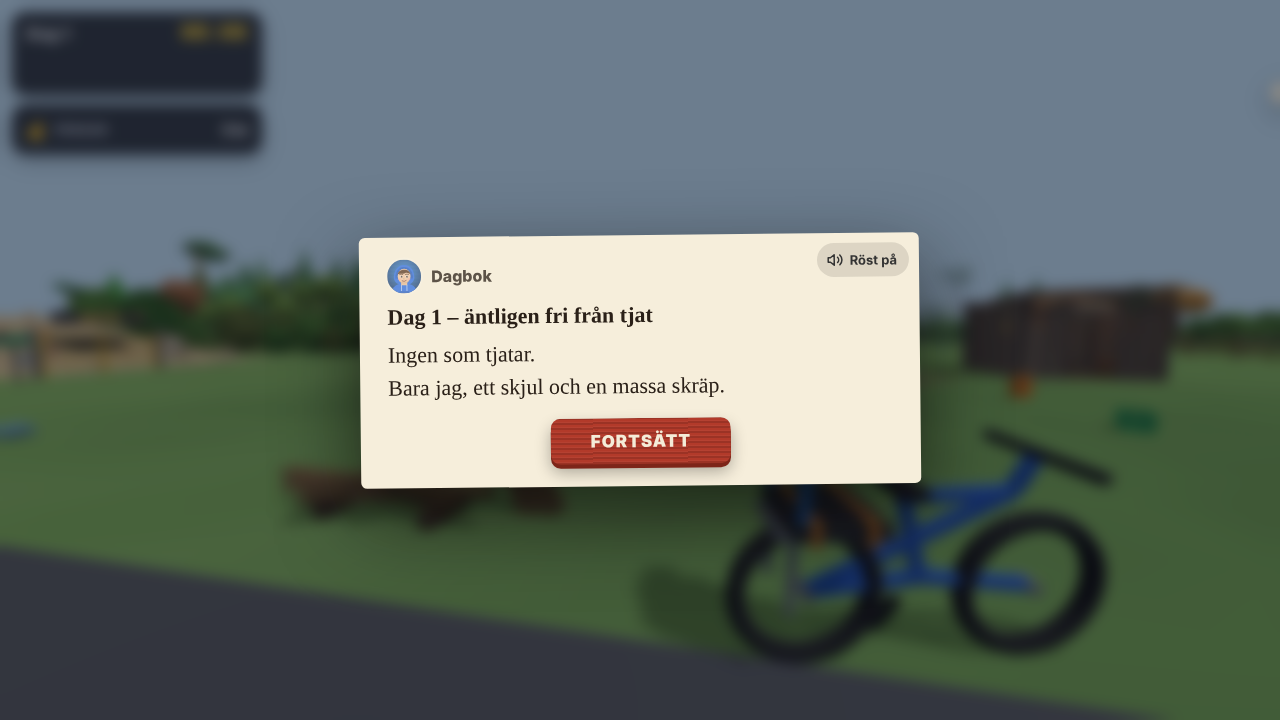 Röst på
Dagbok
Dag 1 – äntligen fri från tjat
Ingen som tjatar.
Bara jag, ett skjul och en massa skräp.
FORTSÄTT